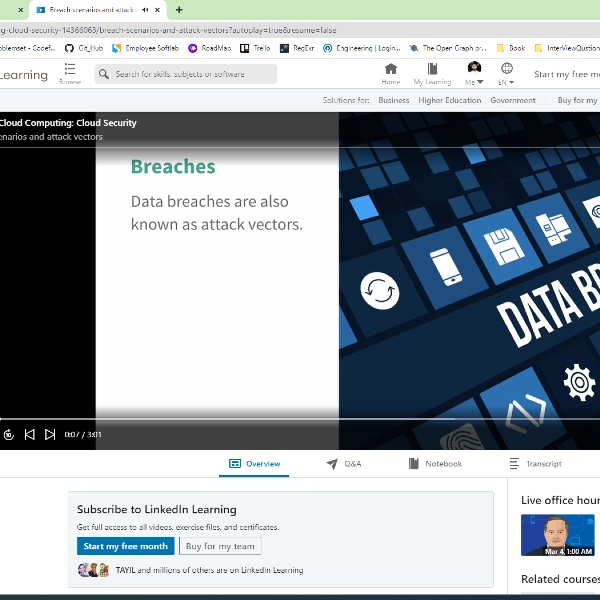 Breach scenarios and attack
g-cloud-security-14366063/breach-scenarios-and-attack-vectors?autoplay=true&resume=false
oblemset - Codef... Git_Hub Employee Softlab RoadMap Trello RegExr Engineering | Login... The Open Graph pr... Book InterViewQustion
Learning Browse Search for skills, subjects or software Home My Learning Me EN Start my free mo
Solutions for: Business Higher Education Government Buy for my
Cloud Computing: Cloud Security
enarios and attack vectors
Breaches
Data breaches are also
known as attack vectors.
DATA BR
10
0:07 / 3:01
Overview Q&A Notebook Transcript
Subscribe to LinkedIn Learning
Get full access to all videos, exercise files, and certificates.
Start my free month Buy for my team
TAYIL and millions of others are on LinkedIn Learning
Live office hour
Mar 4, 1:00 AM
Related courses